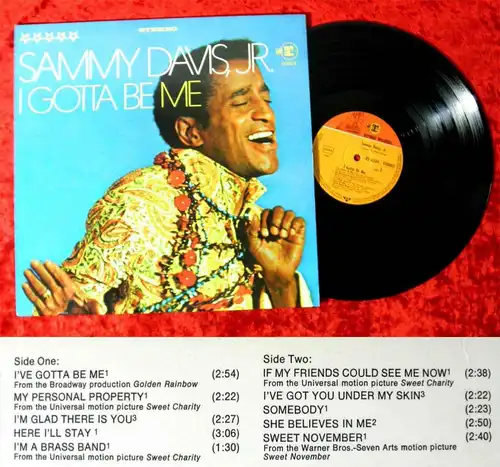 STEREO
SAMMY DAVIS, JR.
I GOTTA BE ME
Side One:
I'VE GOTTA BE ME¹ (2:54)
From the Broadway production Golden Rainbow
MY PERSONAL PROPERTY¹ (2:22)
From the Universal motion picture Sweet Charity
I'M GLAD THERE IS YOU³ (2:27)
HERE I'LL STAY¹ (3:06)
I'M A BRASS BAND¹ (1:30)
From the Universal motion picture Sweet Charity
Side Two:
IF MY FRIENDS COULD SEE ME NOW¹ (2:38)
From the Universal motion picture Sweet Charity
I'VE GOT YOU UNDER MY SKIN³ (2:22)
SOMEBODY¹ (2:23)
SHE BELIEVES IN ME² (2:50)
SWEET NOVEMBER¹ (2:40)
From the Warner Bros.-Seven Arts motion picture
Sweet November